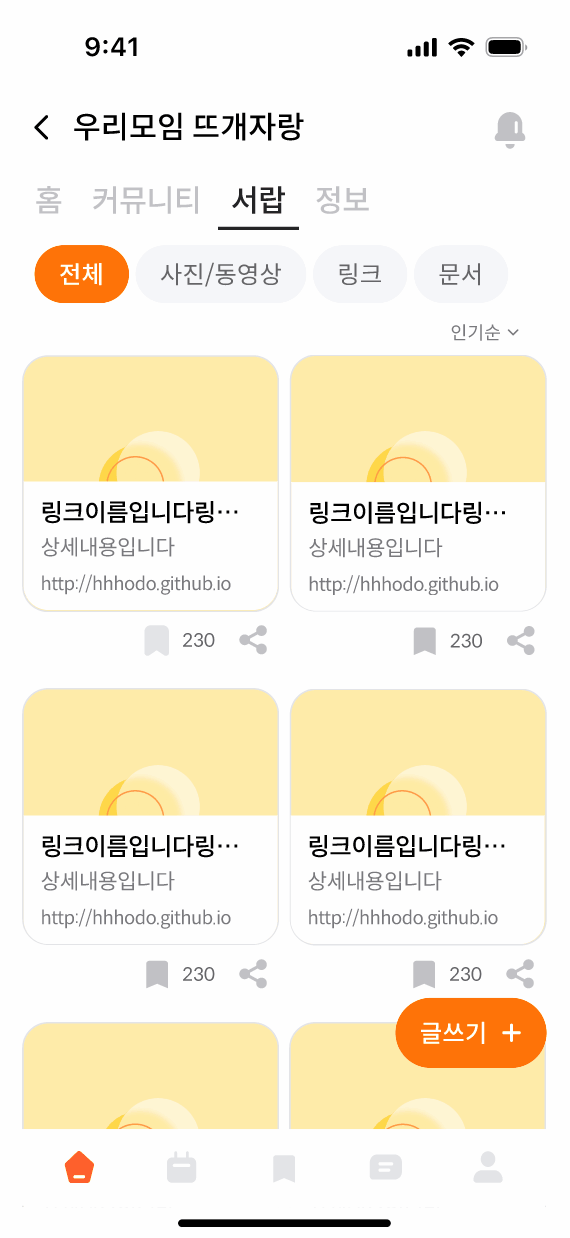 9:41
우리모임 뜨개자랑
홈 커뮤니티 서랍 정보
전체 사진/동영상 링크 문서
인기순
링크이름입니다링⋯ 링크이름입니다링⋯
상세내용입니다 상세내용입니다
http://hhhodo.github.io http://hhhodo.github.io
230 230
링크이름입니다링⋯ 링크이름입니다링⋯
상세내용입니다 상세내용입니다
http://hhhodo.github.io http://hhhodo.github.io
230 230
글쓰기 +